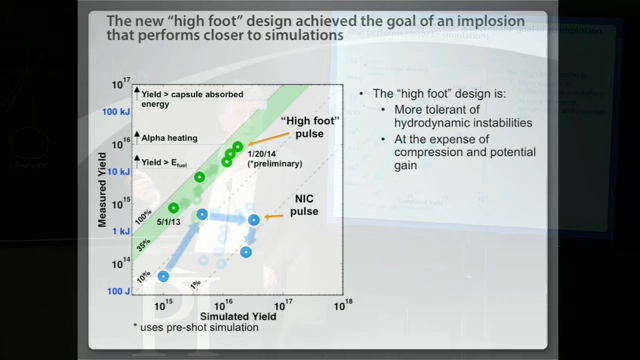 The new “high foot” design achieved the goal of an implosion
that performs closer to simulations
10¹⁷
Yield > capsule absorbed
energy
100 kJ
Alpha heating
10¹⁶
Yield > E_fuel
10 kJ
Measured Yield
10¹⁵
1 kJ
10¹⁴
100 J
“High foot”
pulse
1/20/14
(*preliminary)
NIC
pulse
5/1/13
100%
35%
10%
1%
10¹⁵
10¹⁶
10¹⁷
10¹⁸
Simulated Yield
* uses pre-shot simulation
• The “high foot” design is:
• More tolerant of
hydrodynamic instabilities
• At the expense of
compression and potential
gain
PI